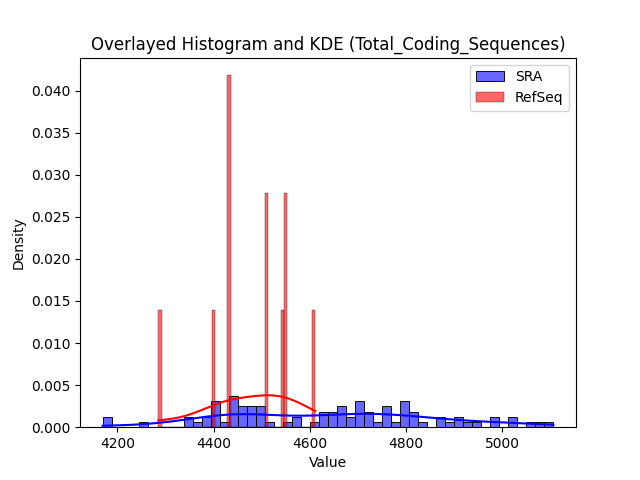 Overlayed Histogram and KDE (Total_Coding_Sequences)
SRA
RefSeq
0.040
0.035
0.030
0.025
0.020
0.015
0.010
0.005
0.000
Density
4200 4400 4600 4800 5000
Value